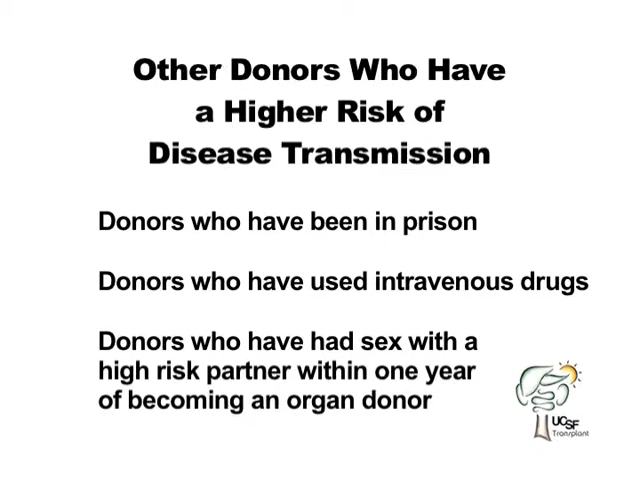 Other Donors Who Have
a Higher Risk of
Disease Transmission
Donors who have been in prison
Donors who have used intravenous drugs
Donors who have had sex with a
high risk partner within one year
of becoming an organ donor
UCSF
Transplant